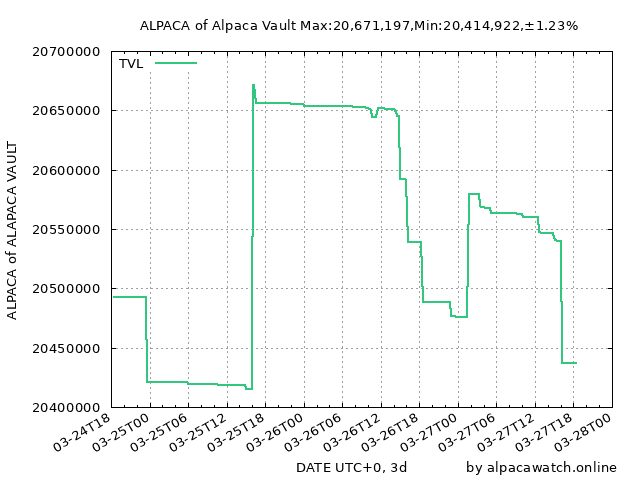 ALPACA of Alpaca Vault Max:20,671,197,Min:20,414,922,±1.23%
TVL
20700000
20650000
20600000
20550000
20500000
20450000
20400000
ALPACA of ALAPACA VAULT
03-24T18
03-25T00
03-25T06
03-25T12
03-25T18
03-26T00
03-26T06
03-26T12
03-26T18
03-27T00
03-27T06
03-27T12
03-27T18
03-28T00
DATE UTC+0, 3d
by alpacawatch.online